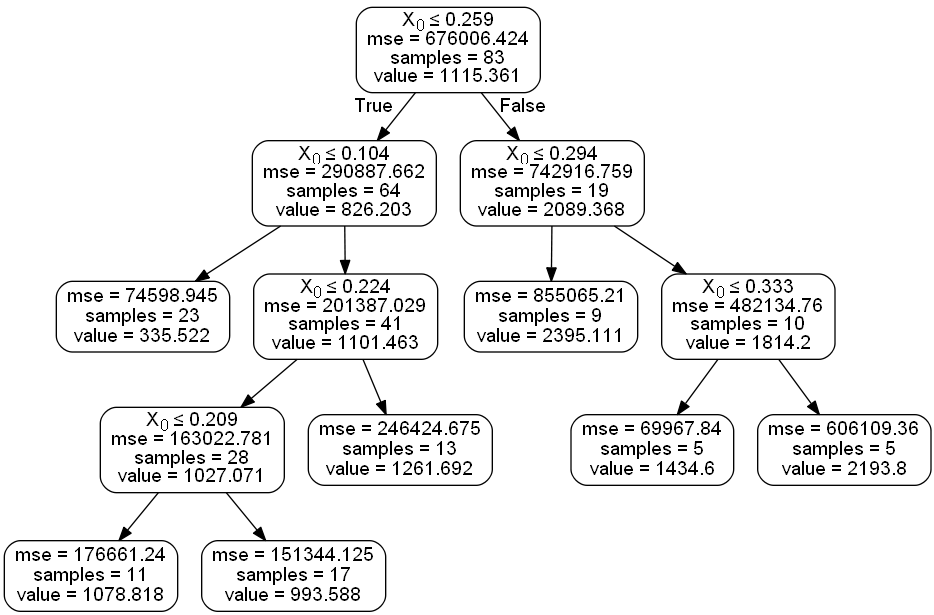 X₀ ≤ 0.259
mse = 676006.424
samples = 83
value = 1115.361
True
False
X₀ ≤ 0.104
mse = 290887.662
samples = 64
value = 826.203
X₀ ≤ 0.294
mse = 742916.759
samples = 19
value = 2089.368
mse = 74598.945
samples = 23
value = 335.522
X₀ ≤ 0.224
mse = 201387.029
samples = 41
value = 1101.463
mse = 855065.21
samples = 9
value = 2395.111
X₀ ≤ 0.333
mse = 482134.76
samples = 10
value = 1814.2
X₀ ≤ 0.209
mse = 163022.781
samples = 28
value = 1027.071
mse = 246424.675
samples = 13
value = 1261.692
mse = 69967.84
samples = 5
value = 1434.6
mse = 606109.36
samples = 5
value = 2193.8
mse = 176661.24
samples = 11
value = 1078.818
mse = 151344.125
samples = 17
value = 993.588